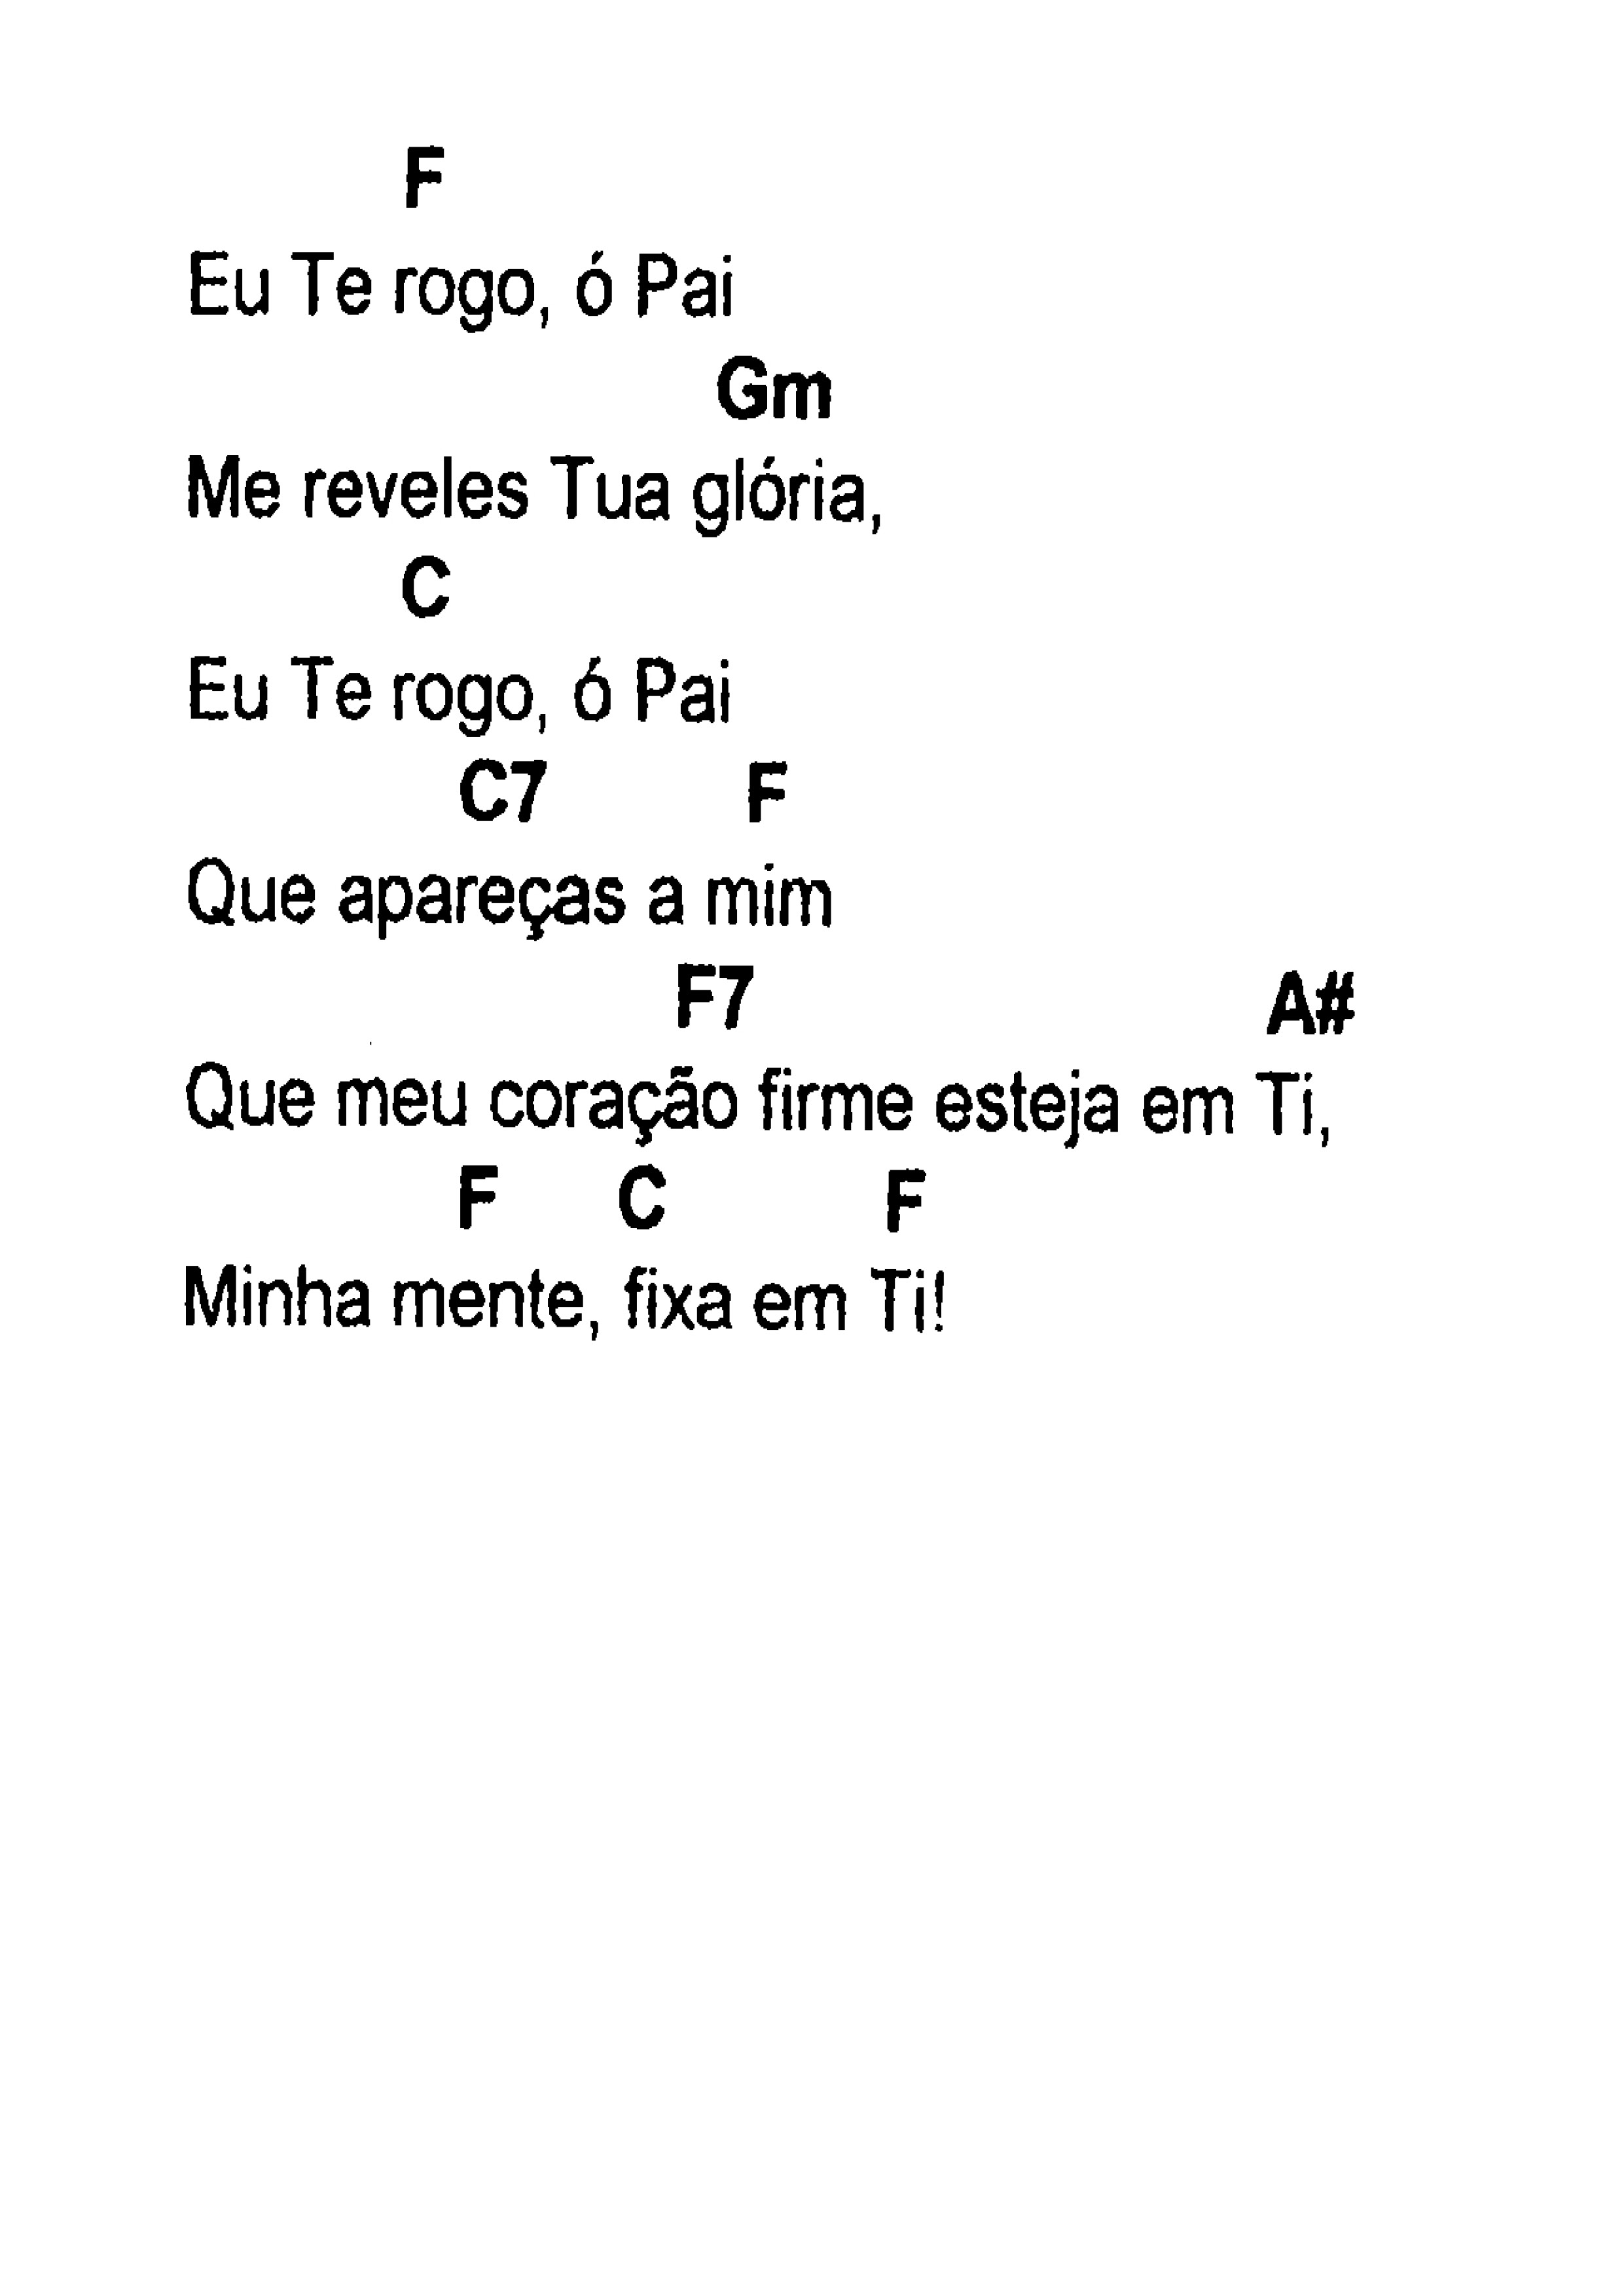 F
Eu Te rogo, ó Pai
Gm
Me reveles Tua glória,
C
Eu Te rogo, ó Pai
C7 F
Que apareças a mim
F7 A#
Que meu coração firme esteja em Ti,
F C F
Minha mente, fixa em Ti!